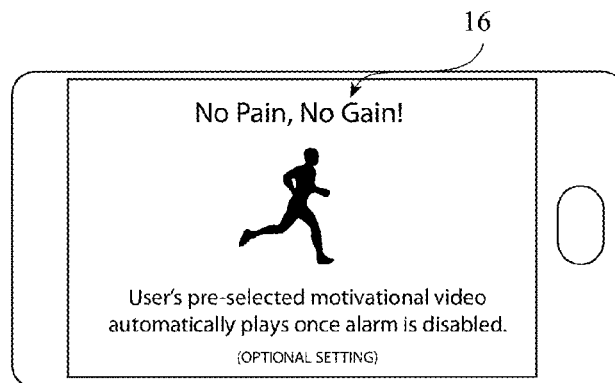 16
No Pain, No Gain!
User's pre-selected motivational video
automatically plays once alarm is disabled.
(OPTIONAL SETTING)